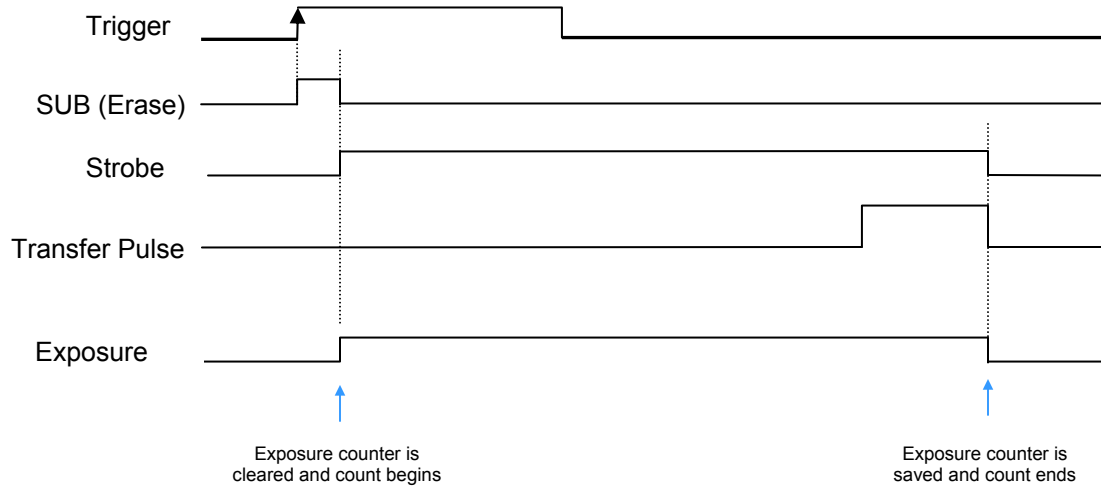 Trigger
SUB (Erase)
Strobe
Transfer Pulse
Exposure
Exposure counter is
cleared and count begins
Exposure counter is
saved and count ends